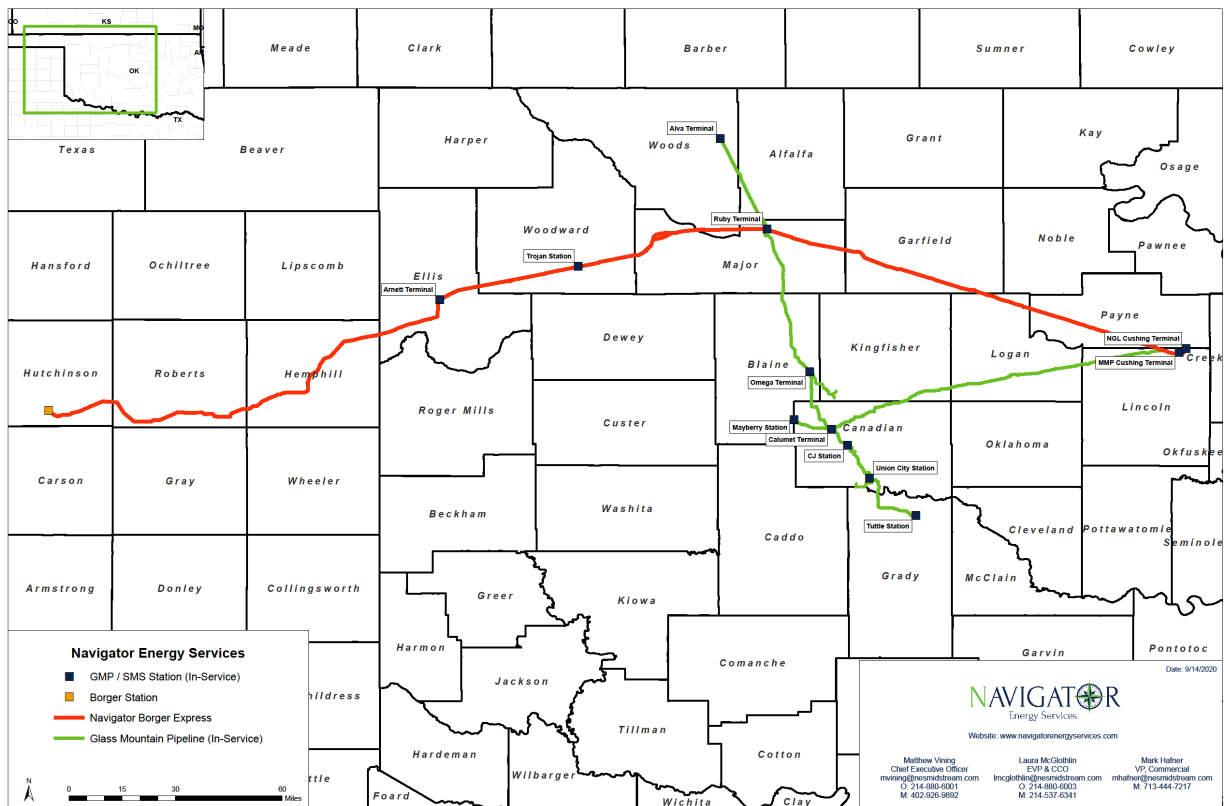 CO
KS
MO
AR
OK
TX
Meade
Clark
Barber
Sumner
Cowley
Texas
Beaver
Harper
Woods
Alva Terminal
Alfalfa
Grant
Kay
Osage
Hansford
Ochiltree
Lipscomb
Ellis
Woodward
Trojan Station
Ruby Terminal
Major
Garfield
Noble
Pawnee
Arnett Terminal
Payne
NGL Cushing Terminal
MMP Cushing Terminal
Creek
Hutchinson
Roberts
Hemphill
Dewey
Blaine
Omega Terminal
Kingfisher
Logan
Roger Mills
Custer
Mayberry Station
Calumet Terminal
Canadian
CJ Station
Oklahoma
Lincoln
Okfuskee
Carson
Gray
Wheeler
Beckham
Washita
Caddo
Union City Station
Tuttle Station
Cleveland
Pottawatomie
Seminole
Armstrong
Donley
Collingsworth
Greer
Kiowa
Grady
McClain
Harmon
Jackson
Comanche
Garvin
Pontotoc
hildress
Tillman
Cotton
Hardeman
Wilbarger
ttle
Foard
Wichita
Clay
Navigator Energy Services
GMP / SMS Station (In-Service)
Borger Station
Navigator Borger Express
Glass Mountain Pipeline (In-Service)
N
0 15 30 60
Miles
Date: 9/14/2020
NAVIGATOR
Energy Services
Website: www.navigatorenergyservices.com
Matthew Vining
Chief Executive Officer
mvining@nesmidstream.com
O: 214-880-6001
M: 402-926-9892
Laura McGlothlin
EVP & CCO
lmcglothlin@nesmidstream.com
O: 214-880-6003
M: 214-537-6341
Mark Hafner
VP, Commercial
mhafner@nesmidstream.com
M: 713-444-7217